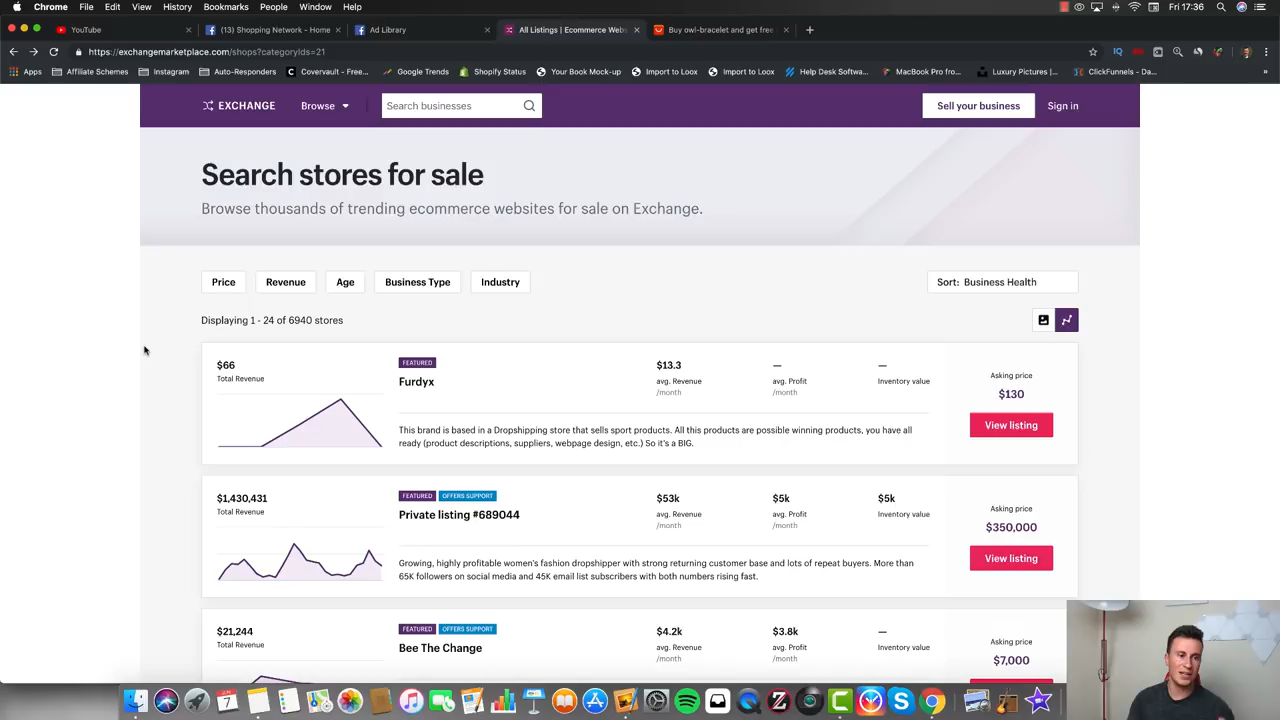 Chrome File Edit View History Bookmarks People Window Help
Fri 17:36
YouTube
(13) Shopping Network - Home
Ad Library
All Listings | Ecommerce Webs
Buy owl-bracelet and get free
https://exchangemarketplace.com/shops?categoryIds=21
Apps
Affiliate Schemes
Instagram
Auto-Responders
Covervault - Free...
Google Trends
Shopify Status
Your Book Mock-up
Import to Loox
Import to Loox
Help Desk Softwa...
MacBook Pro fro...
Luxury Pictures |...
ClickFunnels - Da...
EXCHANGE
Browse
Search businesses
Sell your business
Sign in
Search stores for sale
Browse thousands of trending ecommerce websites for sale on Exchange.
Price
Revenue
Age
Business Type
Industry
Sort: Business Health
Displaying 1 - 24 of 6940 stores
$66
Total Revenue
FEATURED
Furdyx
$13.3
avg. Revenue
/month
—
avg. Profit
/month
—
Inventory value
This brand is based in a Dropshipping store that sells sport products. All this products are possible winning products, you have all
ready (product descriptions, suppliers, webpage design, etc.) So it's a BIG.
Asking price
$130
View listing
$1,430,431
Total Revenue
FEATURED
OFFERS SUPPORT
Private listing #689044
$53k
avg. Revenue
/month
$5k
avg. Profit
/month
$5k
Inventory value
Growing, highly profitable women's fashion dropshipper with strong returning customer base and lots of repeat buyers. More than
65K followers on social media and 45K email list subscribers with both numbers rising fast.
Asking price
$350,000
View listing
$21,244
Total Revenue
FEATURED
OFFERS SUPPORT
Bee The Change
$4.2k
avg. Revenue
/month
$3.8k
avg. Profit
/month
—
Inventory value
Asking price
$7,000
7